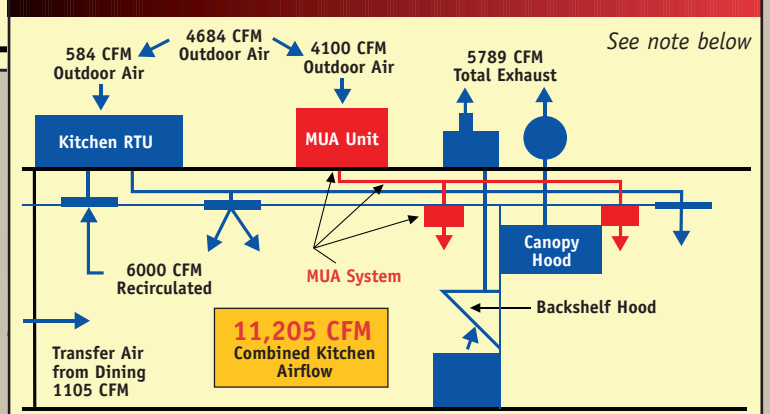 See note below
4684 CFM
Outdoor Air
584 CFM
Outdoor Air
4100 CFM
Outdoor Air
5789 CFM
Total Exhaust
Kitchen RTU
MUA Unit
6000 CFM
Recirculated
MUA System
Canopy
Hood
Backshelf Hood
11,205 CFM
Combined Kitchen
Airflow
Transfer Air
from Dining
1105 CFM